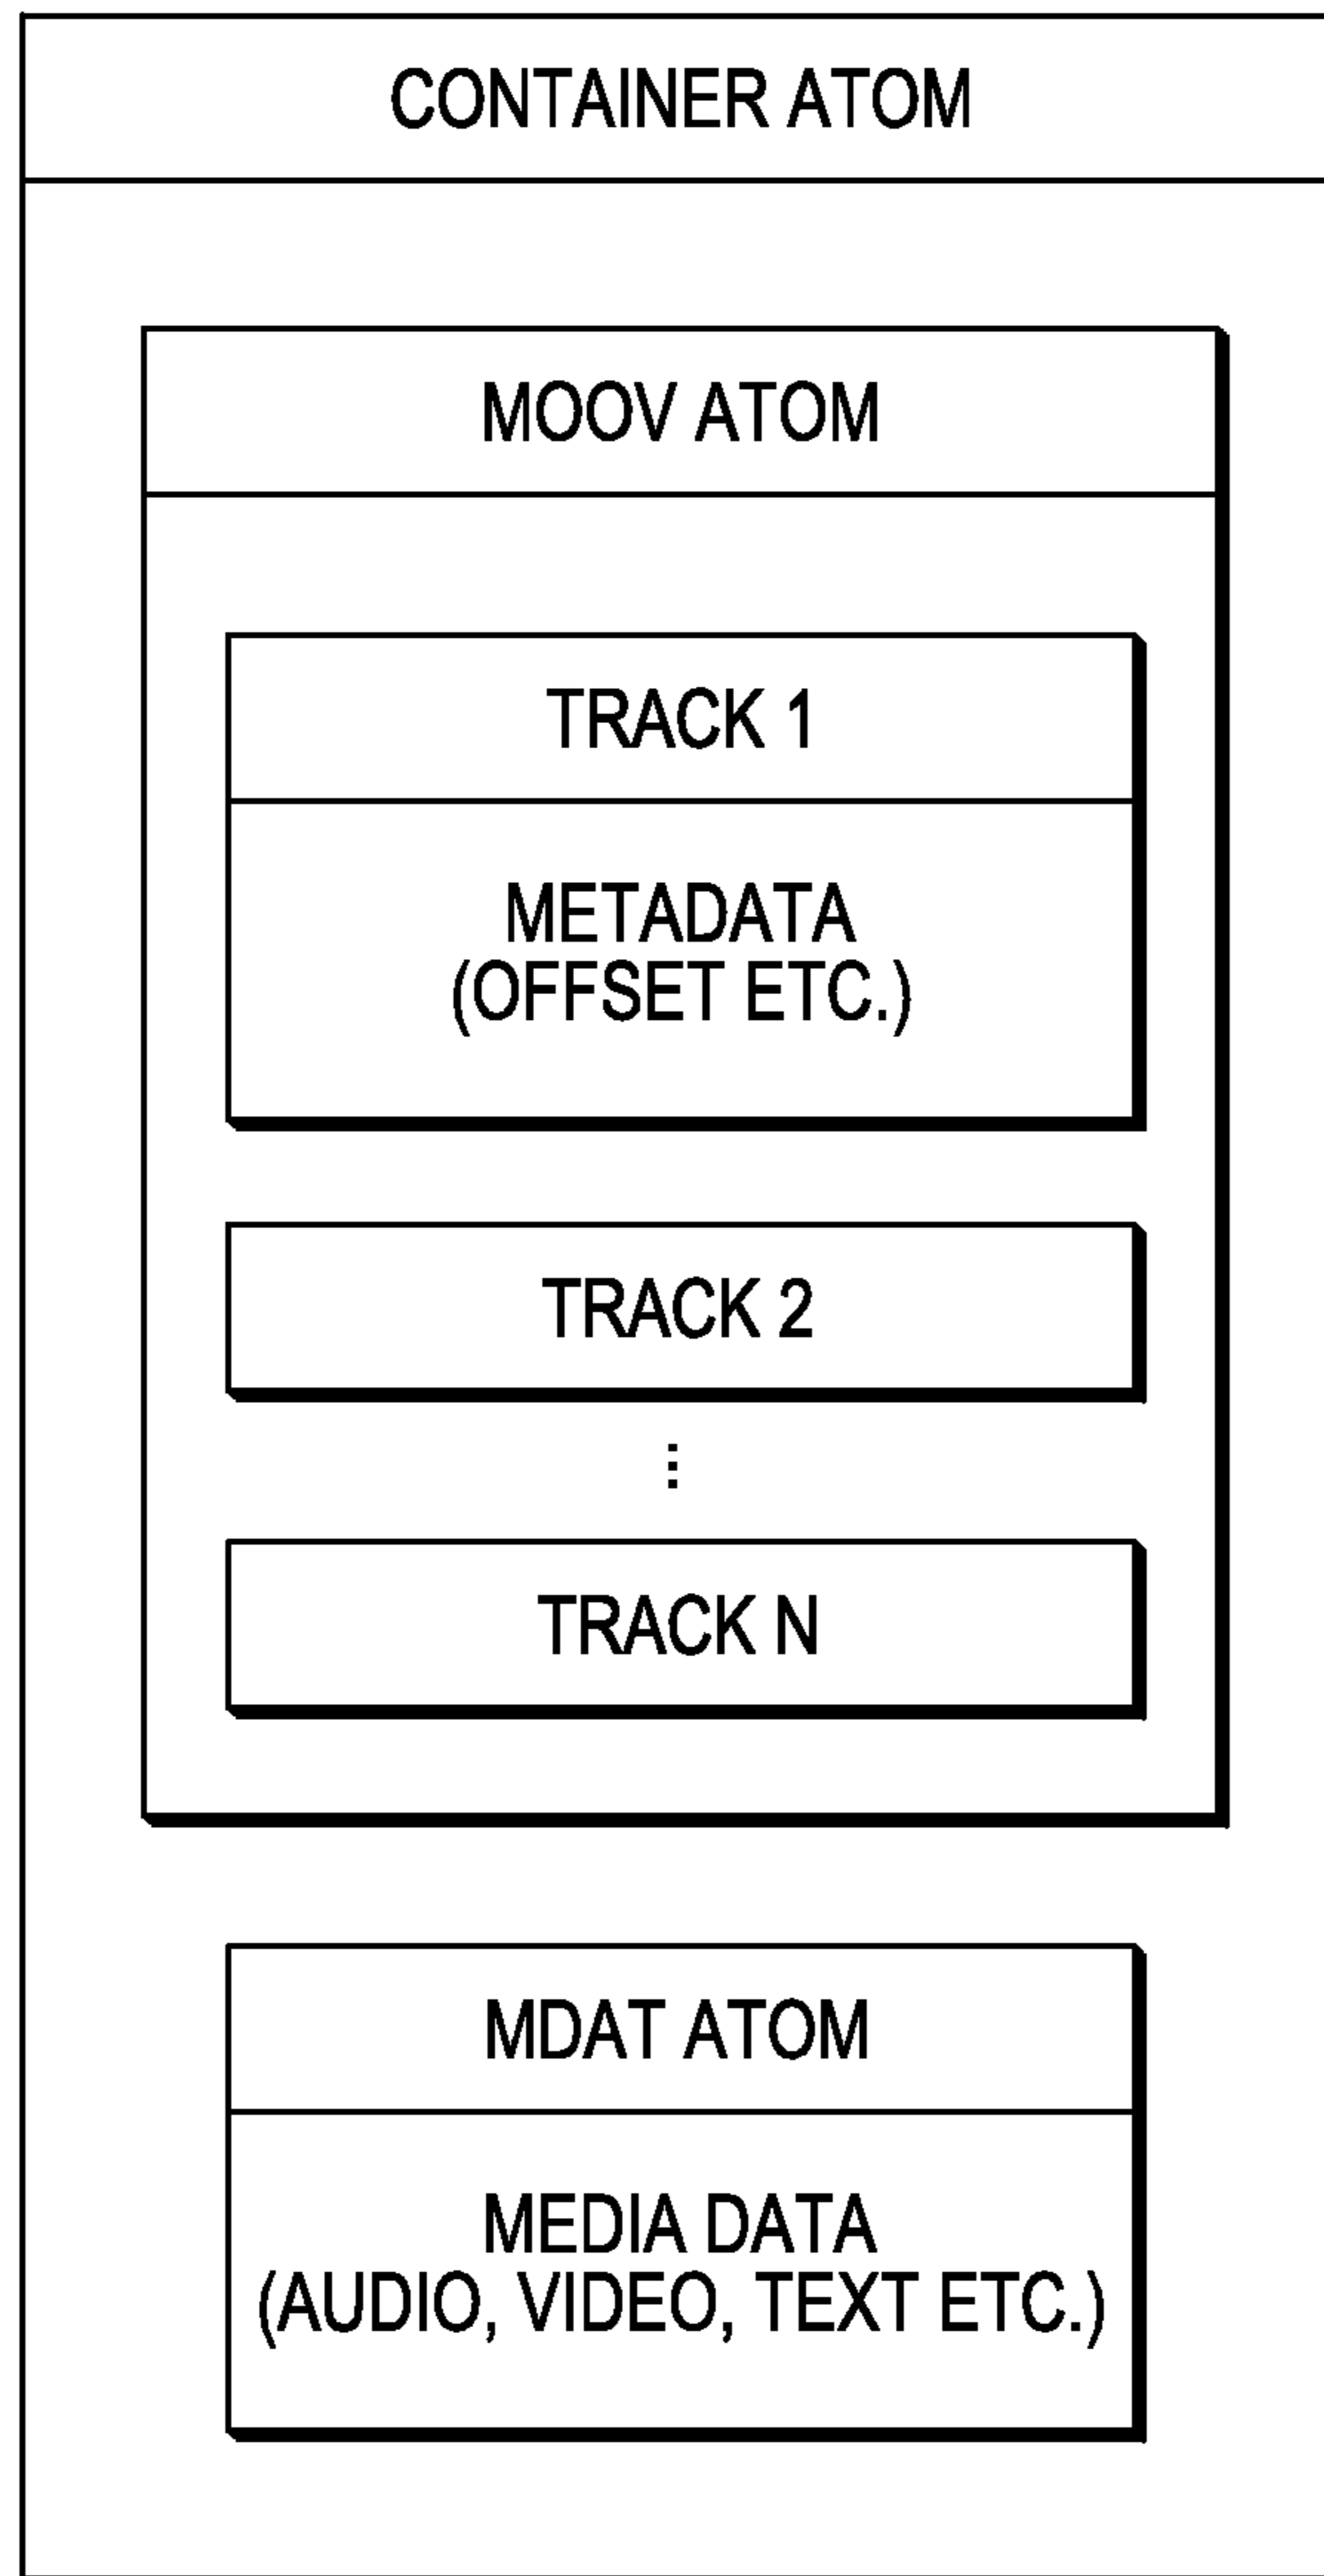 CONTAINER ATOM
MOOV ATOM
TRACK 1
METADATA
(OFFSET ETC.)
TRACK 2
⋮
TRACK N
MDAT ATOM
MEDIA DATA
(AUDIO, VIDEO, TEXT ETC.)